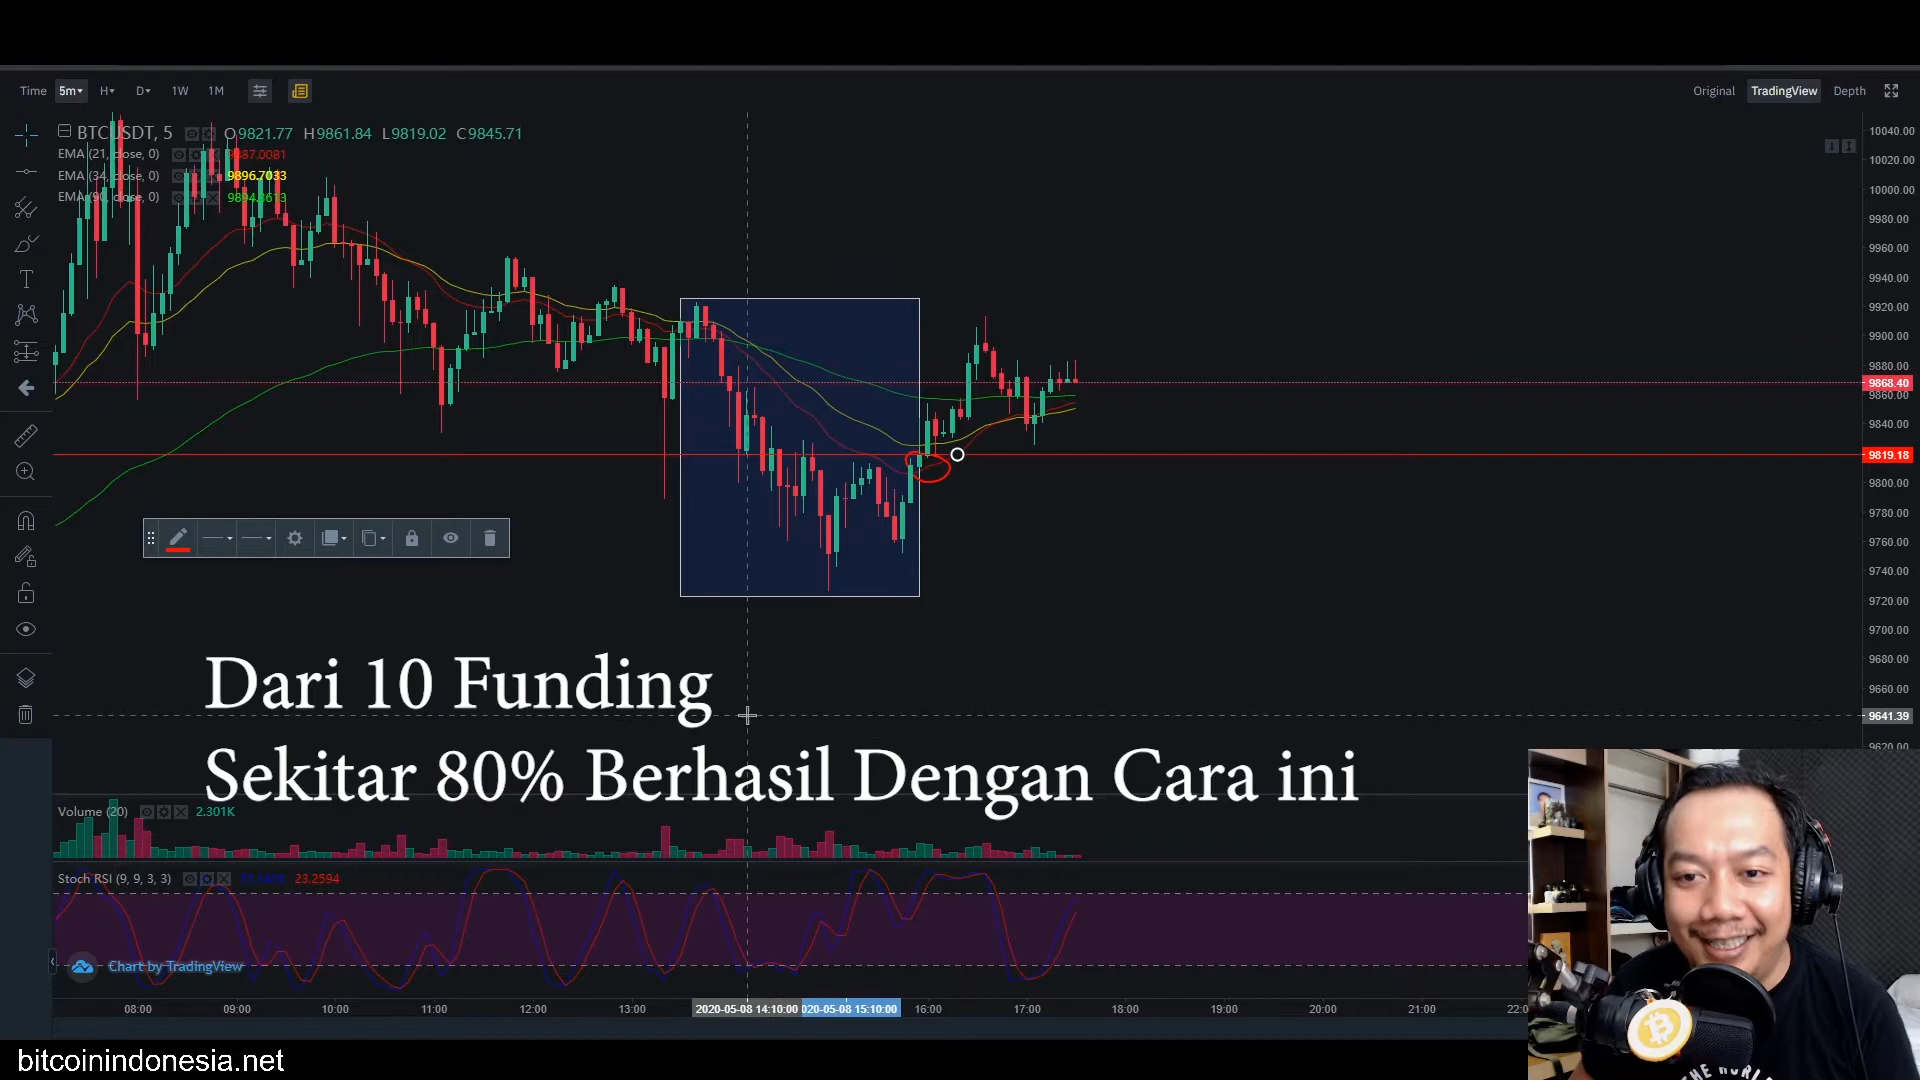 Time 5m H D 1W 1M Original TradingView Depth
BTCUSDT, 5 O9821.77 H9861.84 L9819.02 C9845.71
EMA (21, close, 0)
EMA (34, close, 0) 9896.7033
EMA (90, close, 0)
10040.00
10020.00
10000.00
9980.00
9960.00
9940.00
9920.00
9900.00
9880.00
9868.40
9860.00
9840.00
9819.18
9800.00
9780.00
9760.00
9740.00
9720.00
9700.00
9680.00
9660.00
9641.39
9620.00
Dari 10 Funding
Sekitar 80% Berhasil Dengan Cara ini
Volume (20) 2.301K
Stoch RSI (9, 9, 3, 3) 23.2594
Chart by TradingView
08:00 09:00 10:00 11:00 12:00 13:00 2020-05-08 14:10:00 020-05-08 15:10:00 16:00 17:00 18:00 19:00 20:00 21:00 22:0
bitcoinindonesia.net